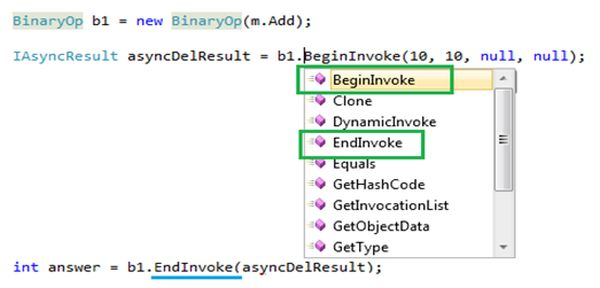 BinaryOp b1 = new BinaryOp(m.Add);
IAsyncResult asyncDelResult = b1.BeginInvoke(10, 10, null, null);
BeginInvoke
Clone
DynamicInvoke
EndInvoke
Equals
GetHashCode
GetInvocationList
GetObjectData
GetType
int answer = b1.EndInvoke(asyncDelResult);